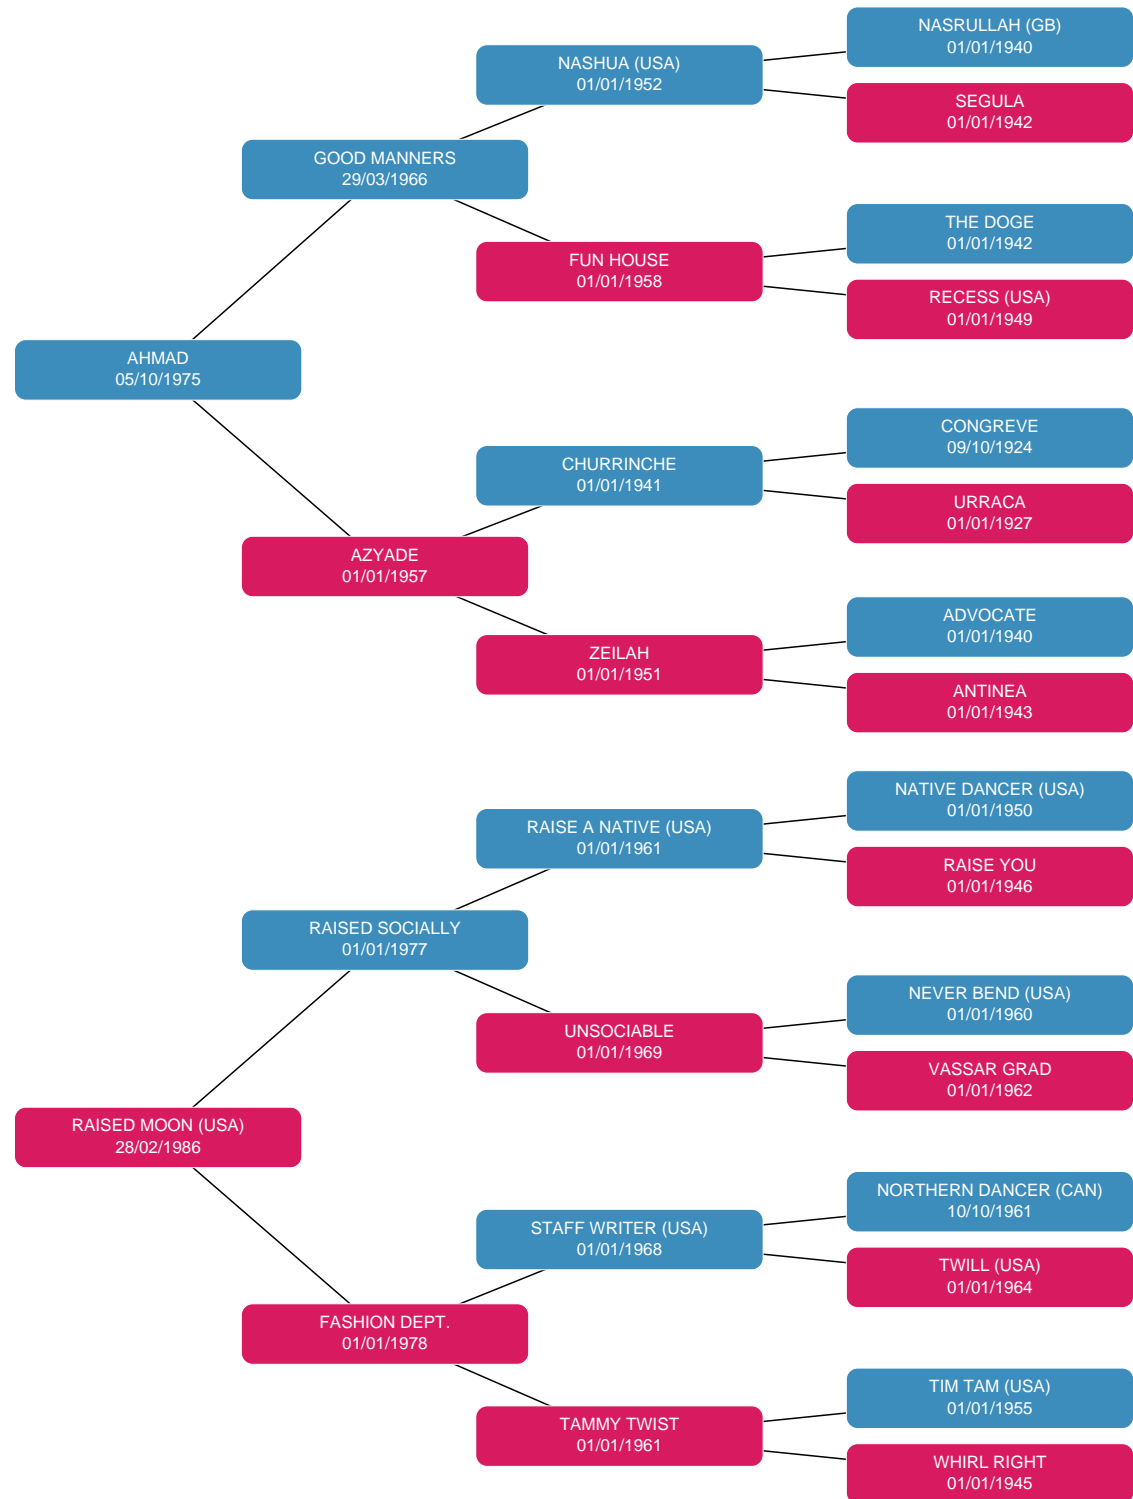 NASRULLAH (GB)
01/01/1940
NASHUA (USA)
01/01/1952
SEGULA
01/01/1942
GOOD MANNERS
29/03/1966
THE DOGE
01/01/1942
FUN HOUSE
01/01/1958
RECESS (USA)
01/01/1949
AHMAD
05/10/1975
CONGREVE
09/10/1924
CHURRINCHE
01/01/1941
URRACA
01/01/1927
AZYADE
01/01/1957
ADVOCATE
01/01/1940
ZEILAH
01/01/1951
ANTINEA
01/01/1943
NATIVE DANCER (USA)
01/01/1950
RAISE A NATIVE (USA)
01/01/1961
RAISE YOU
01/01/1946
RAISED SOCIALLY
01/01/1977
NEVER BEND (USA)
01/01/1960
UNSOCIABLE
01/01/1969
VASSAR GRAD
01/01/1962
RAISED MOON (USA)
28/02/1986
NORTHERN DANCER (CAN)
10/10/1961
STAFF WRITER (USA)
01/01/1968
TWILL (USA)
01/01/1964
FASHION DEPT.
01/01/1978
TIM TAM (USA)
01/01/1955
TAMMY TWIST
01/01/1961
WHIRL RIGHT
01/01/1945